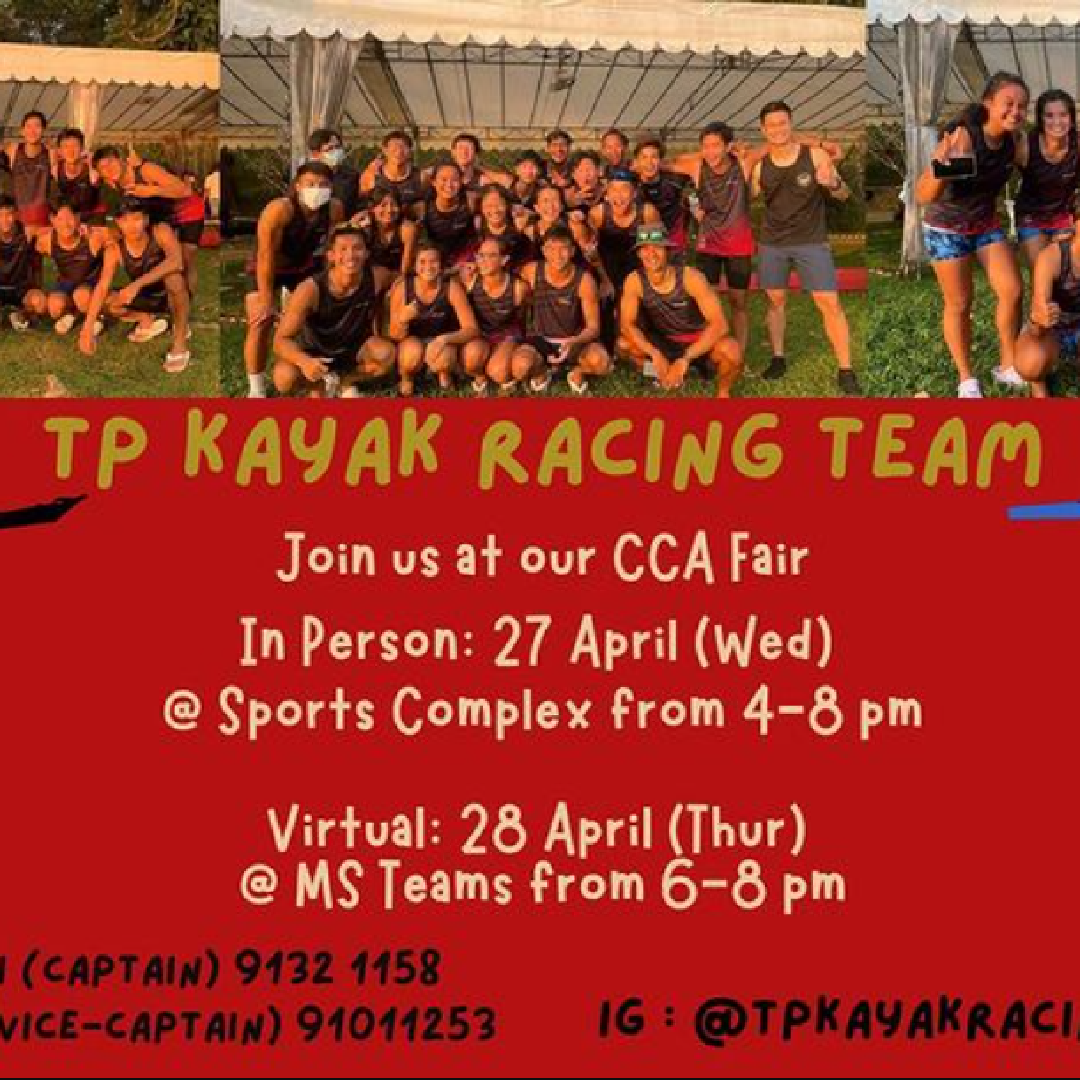 TP KAYAK RACING TEAM
Join us at our CCA Fair
In Person: 27 April (Wed)
@ Sports Complex from 4-8 pm
Virtual: 28 April (Thur)
@ MS Teams from 6-8 pm
(CAPTAIN) 9132 1158
VICE-CAPTAIN) 91011253
IG : @TPKAYAKRACI